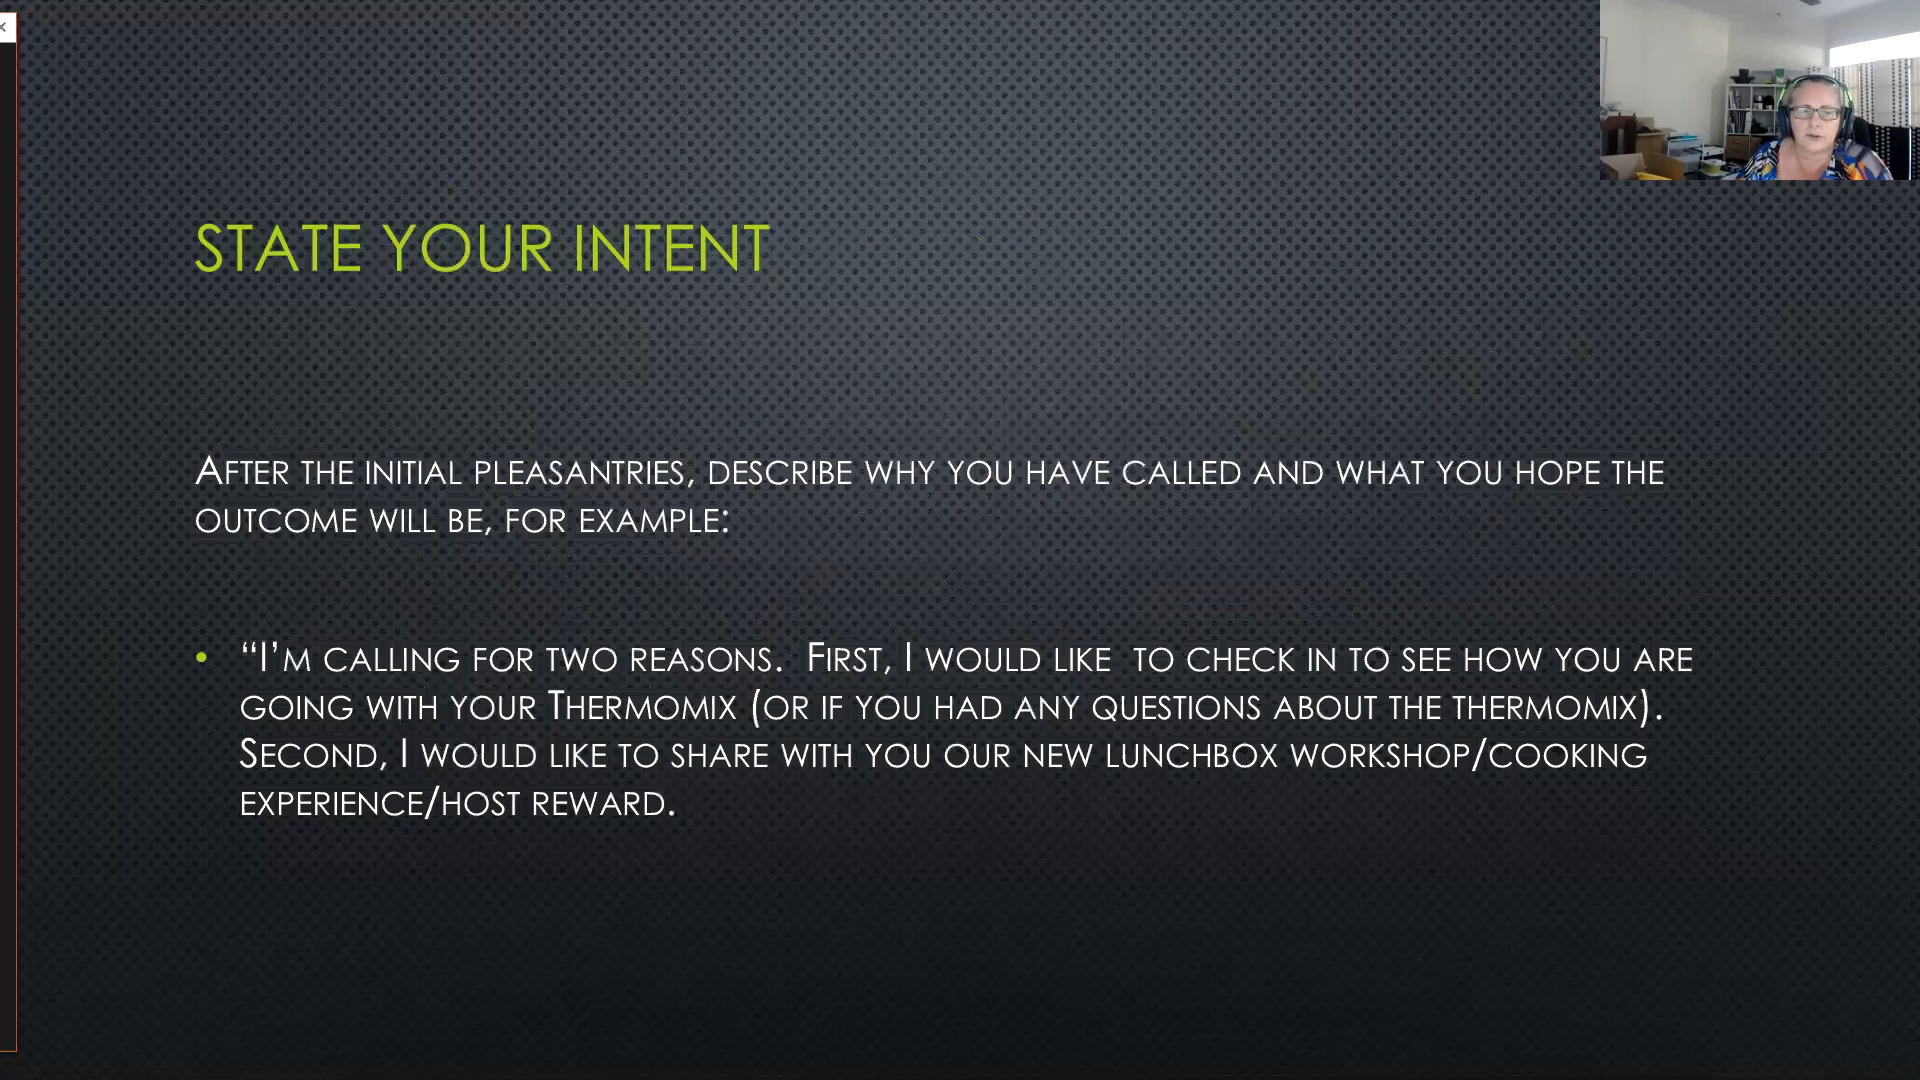 STATE YOUR INTENT
AFTER THE INITIAL PLEASANTRIES, DESCRIBE WHY YOU HAVE CALLED AND WHAT YOU HOPE THE
OUTCOME WILL BE, FOR EXAMPLE:
• “I’M CALLING FOR TWO REASONS.  FIRST, I WOULD LIKE  TO CHECK IN TO SEE HOW YOU ARE
GOING WITH YOUR THERMOMIX (OR IF YOU HAD ANY QUESTIONS ABOUT THE THERMOMIX).
SECOND, I WOULD LIKE TO SHARE WITH YOU OUR NEW LUNCHBOX WORKSHOP/COOKING
EXPERIENCE/HOST REWARD.